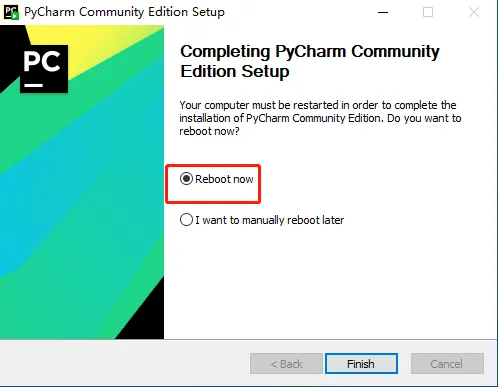 PyCharm Community Edition Setup
PC
Completing PyCharm Community
Edition Setup
Your computer must be restarted in order to complete the
installation of PyCharm Community Edition. Do you want to
reboot now?
Reboot now
I want to manually reboot later
< Back
Finish
Cancel